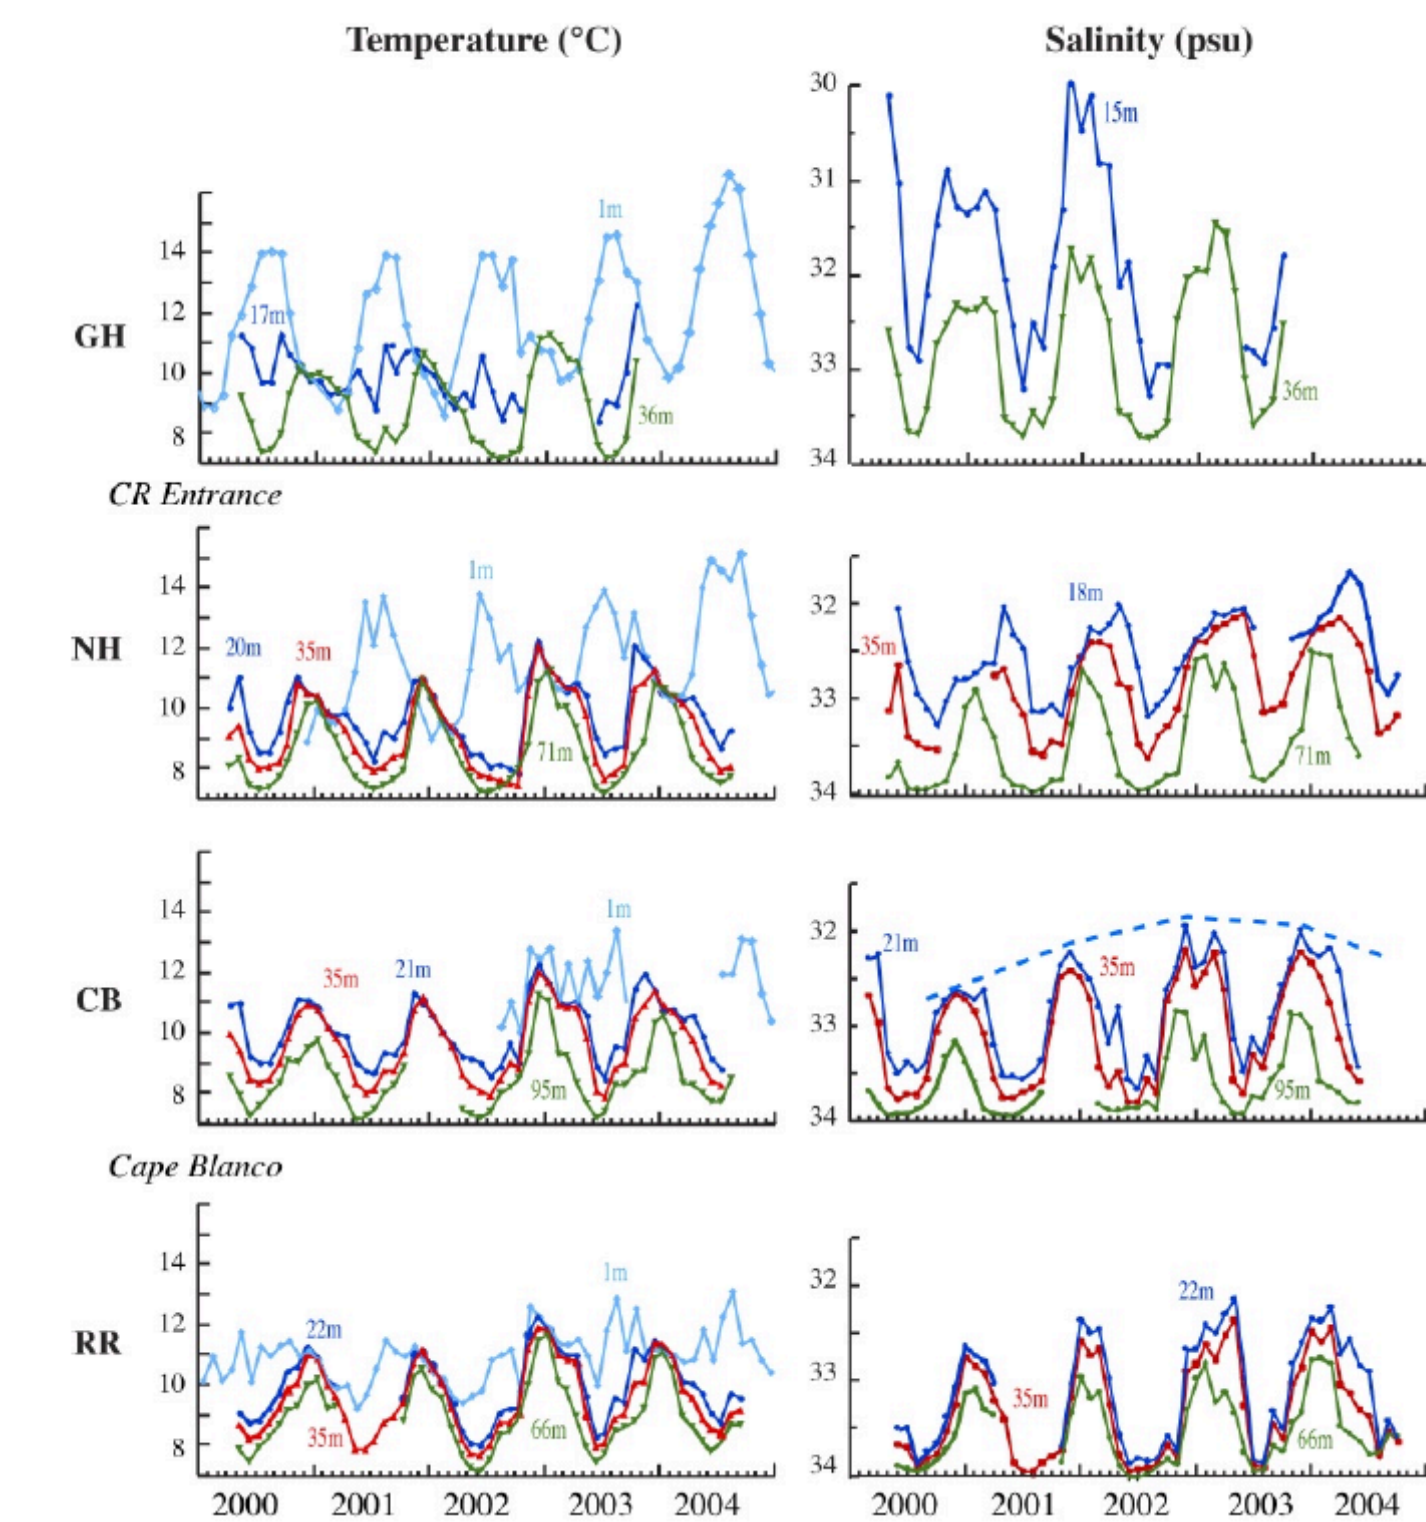 Temperature (°C) Salinity (psu)
30
15m
31
14 1m 32
12 17m
GH
10 33
8 36m 36m
34
CR Entrance
14 1m 32 18m
NH 12 20m 35m 35m
10 33
71m 71m
8 34
14 1m 32 21m
12 35m 21m 35m
CB
10 33
8 95m 95m
34
Cape Blanco
14 1m 32 22m
12 22m
RR
10 33 35m
8 35m 66m 66m
34
2000 2001 2002 2003 2004 2000 2001 2002 2003 2004